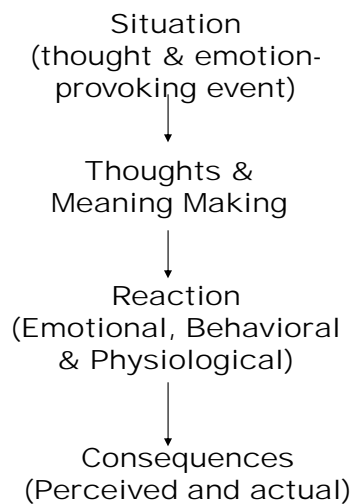 Situation
(thought & emotion-
provoking event)
Thoughts &
Meaning Making
Reaction
(Emotional, Behavioral
& Physiological)
Consequences
(Perceived and actual)